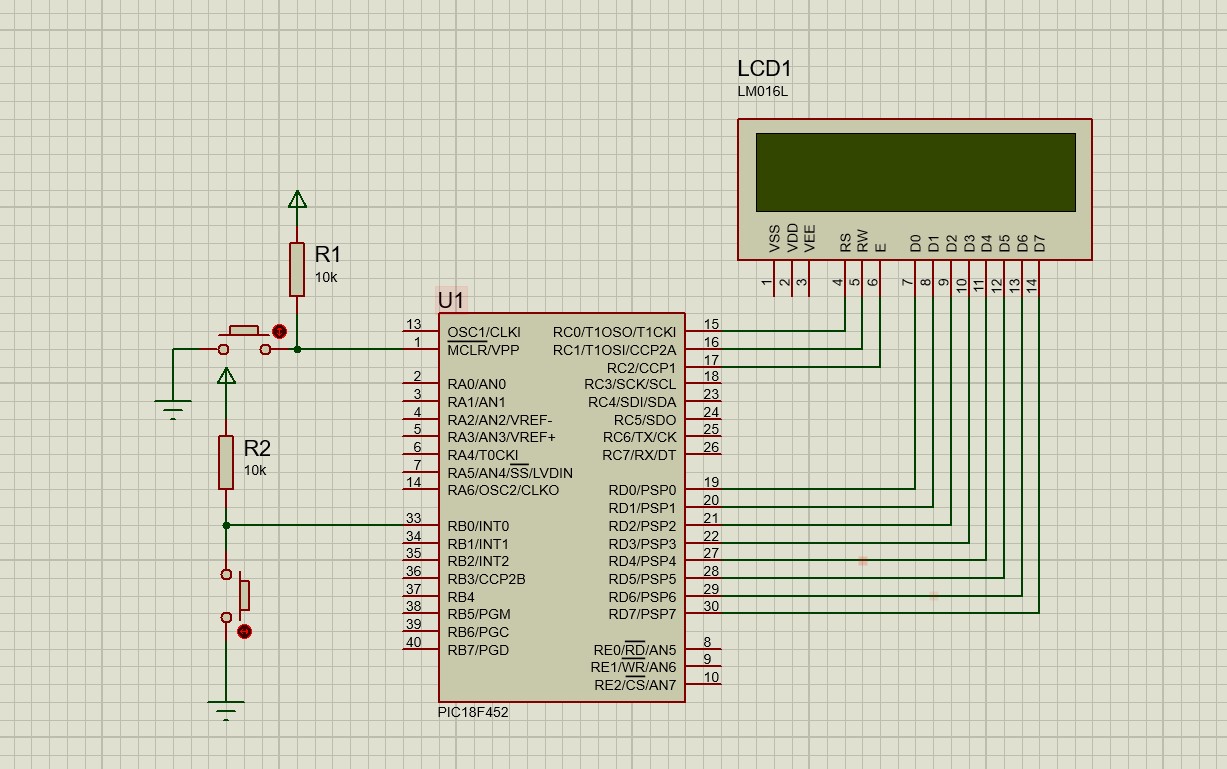 LCD1
LM016L
VSS
VDD
VEE
RS
RW
E
D0
D1
D2
D3
D4
D5
D6
D7
1
2
3
4
5
6
7
8
9
10
11
12
13
14
R1
10k
R2
10k
U1
13 OSC1/CLKI RC0/T1OSO/T1CKI 15
1 MCLR/VPP RC1/T1OSI/CCP2A 16
RC2/CCP1 17
2 RA0/AN0 RC3/SCK/SCL 18
3 RA1/AN1 RC4/SDI/SDA 23
4 RA2/AN2/VREF- RC5/SDO 24
5 RA3/AN3/VREF+ RC6/TX/CK 25
6 RA4/T0CKI RC7/RX/DT 26
7 RA5/AN4/SS/LVDIN
14 RA6/OSC2/CLKO RD0/PSP0 19
RD1/PSP1 20
33 RB0/INT0 RD2/PSP2 21
34 RB1/INT1 RD3/PSP3 22
35 RB2/INT2 RD4/PSP4 27
36 RB3/CCP2B RD5/PSP5 28
37 RB4 RD6/PSP6 29
38 RB5/PGM RD7/PSP7 30
39 RB6/PGC
40 RB7/PGD RE0/RD/AN5 8
RE1/WR/AN6 9
RE2/CS/AN7 10
PIC18F452